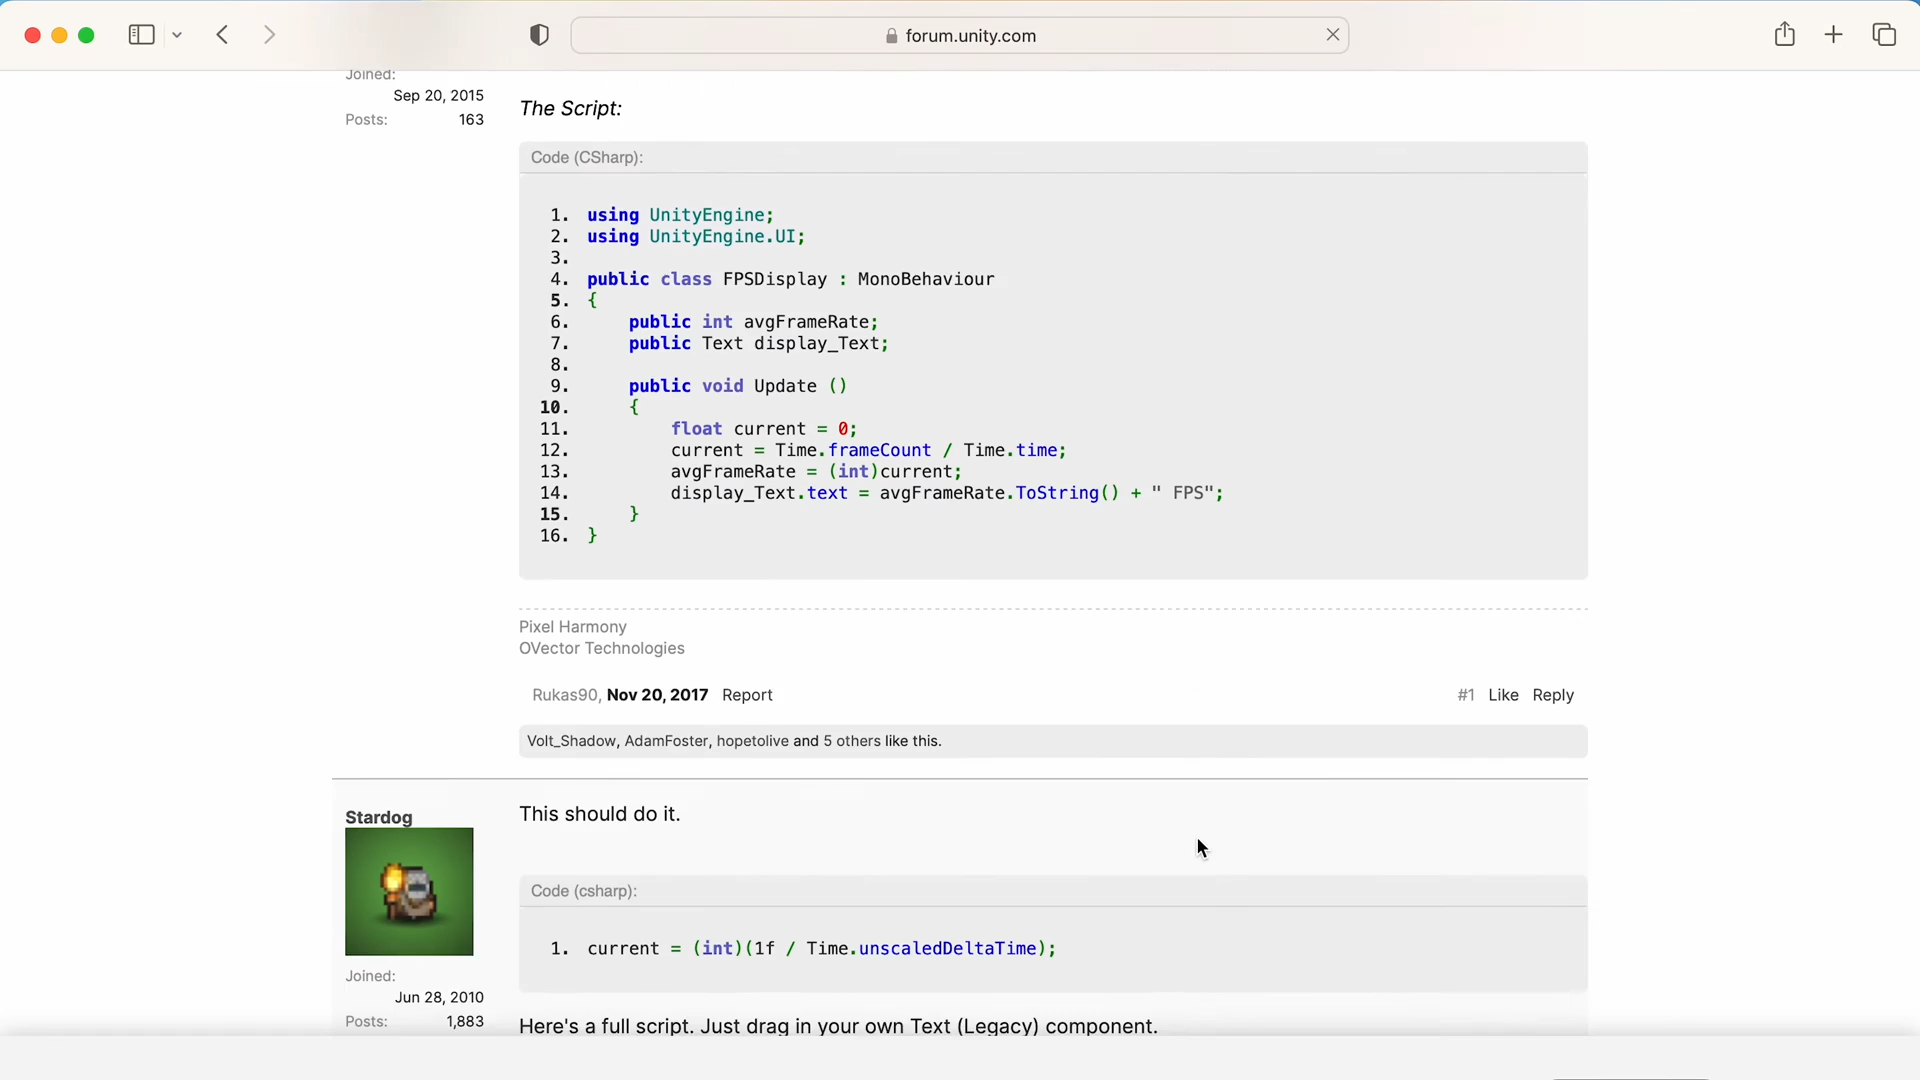 forum.unity.com
Joined:
Sep 20, 2015
Posts: 163
The Script:
Code (CSharp):
1. using UnityEngine;
2. using UnityEngine.UI;
3.
4. public class FPSDisplay : MonoBehaviour
5. {
6.     public int avgFrameRate;
7.     public Text display_Text;
8.
9.     public void Update ()
10.     {
11.         float current = 0;
12.         current = Time.frameCount / Time.time;
13.         avgFrameRate = (int)current;
14.         display_Text.text = avgFrameRate.ToString() + " FPS";
15.     }
16. }
Pixel Harmony
OVector Technologies
Rukas90, Nov 20, 2017 Report #1 Like Reply
Volt_Shadow, AdamFoster, hopetolive and 5 others like this.
Stardog
This should do it.
Code (csharp):
1. current = (int)(1f / Time.unscaledDeltaTime);
Joined:
Jun 28, 2010
Posts: 1,883
Here's a full script. Just drag in your own Text (Legacy) component.